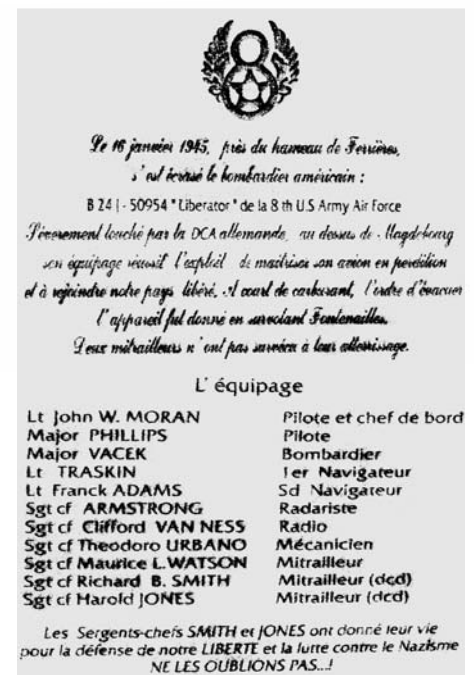 Le 16 janvier 1945, près du hameau de Ferrières,
s'est écrasé le bombardier américain :
B 24 J - 50954 "Liberator" de la 8 th U.S Army Air Force
Sévèrement touché par la DCA allemande, au dessus de Magdebourg
son équipage réussit l'exploit de maîtriser son avion en perdition
et à rejoindre notre pays libéré. A court de carburant, l'ordre d'évacuer
l'appareil fut donné en survolant Fontenailles.
Deux mitrailleurs n'ont pas survécu à leur atterrissage.
L'équipage
Lt John W. MORAN Pilote et chef de bord
Major PHILLIPS Pilote
Major VACEK Bombardier
Lt TRASKIN 1er Navigateur
Lt Franck ADAMS Sd Navigateur
Sgt cf ARMSTRONG Radariste
Sgt cf Clifford VAN NESS Radio
Sgt cf Theodoro URBANO Mécanicien
Sgt cf Maurice L. WATSON Mitrailleur
Sgt cf Richard B. SMITH Mitrailleur (dcd)
Sgt cf Harold JONES Mitrailleur (dcd)
Les Sergents-chefs SMITH et JONES ont donné leur vie
pour la défense de notre LIBERTE et la lutte contre le Nazisme
NE LES OUBLIONS PAS...!